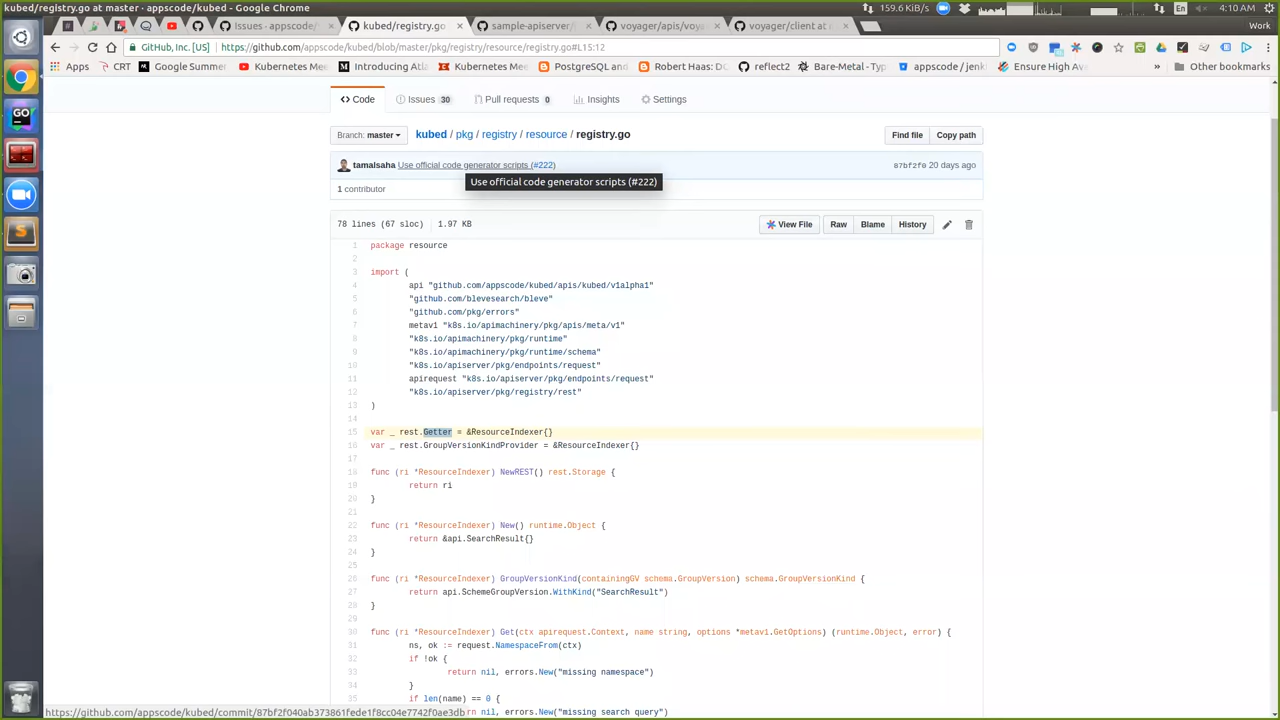 kubed/registry.go at master · appscode/kubed - Google Chrome
159.6 KiB/s
En
4:10 AM
Issues · appscode/
kubed/registry.go
sample-apiserver/
voyager/apis/voy
voyager/client at
Work
GitHub, Inc. [US]
https://github.com/appscode/kubed/blob/master/pkg/registry/resource/registry.go#L15:12
Apps
CRT
Google Summer
Kubernetes Mee
Introducing Atl
Kubernetes Mee
PostgreSQL and
Robert Haas: DC
reflect2
Bare-Metal - Typ
appscode / jenk
Ensure High Av
»
Other bookmarks
Code
Issues 30
Pull requests 0
Insights
Settings
Branch: master
kubed / pkg / registry / resource / registry.go
Find file
Copy path
tamalsaha Use official code generator scripts (#222)
87bf2f0 20 days ago
Use official code generator scripts (#222)
1 contributor
78 lines (67 sloc) 1.97 KB
View File
Raw
Blame
History
1 package resource
2
3 import (
4 api "github.com/appscode/kubed/apis/kubed/v1alpha1"
5 "github.com/blevesearch/bleve"
6 "github.com/pkg/errors"
7 metav1 "k8s.io/apimachinery/pkg/apis/meta/v1"
8 "k8s.io/apimachinery/pkg/runtime"
9 "k8s.io/apimachinery/pkg/runtime/schema"
10 "k8s.io/apiserver/pkg/endpoints/request"
11 apirequest "k8s.io/apiserver/pkg/endpoints/request"
12 "k8s.io/apiserver/pkg/registry/rest"
13 )
14
15 var _ rest.Getter = &ResourceIndexer{}
16 var _ rest.GroupVersionKindProvider = &ResourceIndexer{}
17
18 func (ri *ResourceIndexer) NewREST() rest.Storage {
19 return ri
20 }
21
22 func (ri *ResourceIndexer) New() runtime.Object {
23 return &api.SearchResult{}
24 }
25
26 func (ri *ResourceIndexer) GroupVersionKind(containingGV schema.GroupVersion) schema.GroupVersionKind {
27 return api.SchemeGroupVersion.WithKind("SearchResult")
28 }
29
30 func (ri *ResourceIndexer) Get(ctx apirequest.Context, name string, options *metav1.GetOptions) (runtime.Object, error) {
31 ns, ok := request.NamespaceFrom(ctx)
32 if !ok {
33 return nil, errors.New("missing namespace")
34 }
35 if len(name) == 0 {
rn nil, errors.New("missing search query")
https://github.com/appscode/kubed/commit/87bf2f040ab373861fede1f8cc04e7742f0ae3db